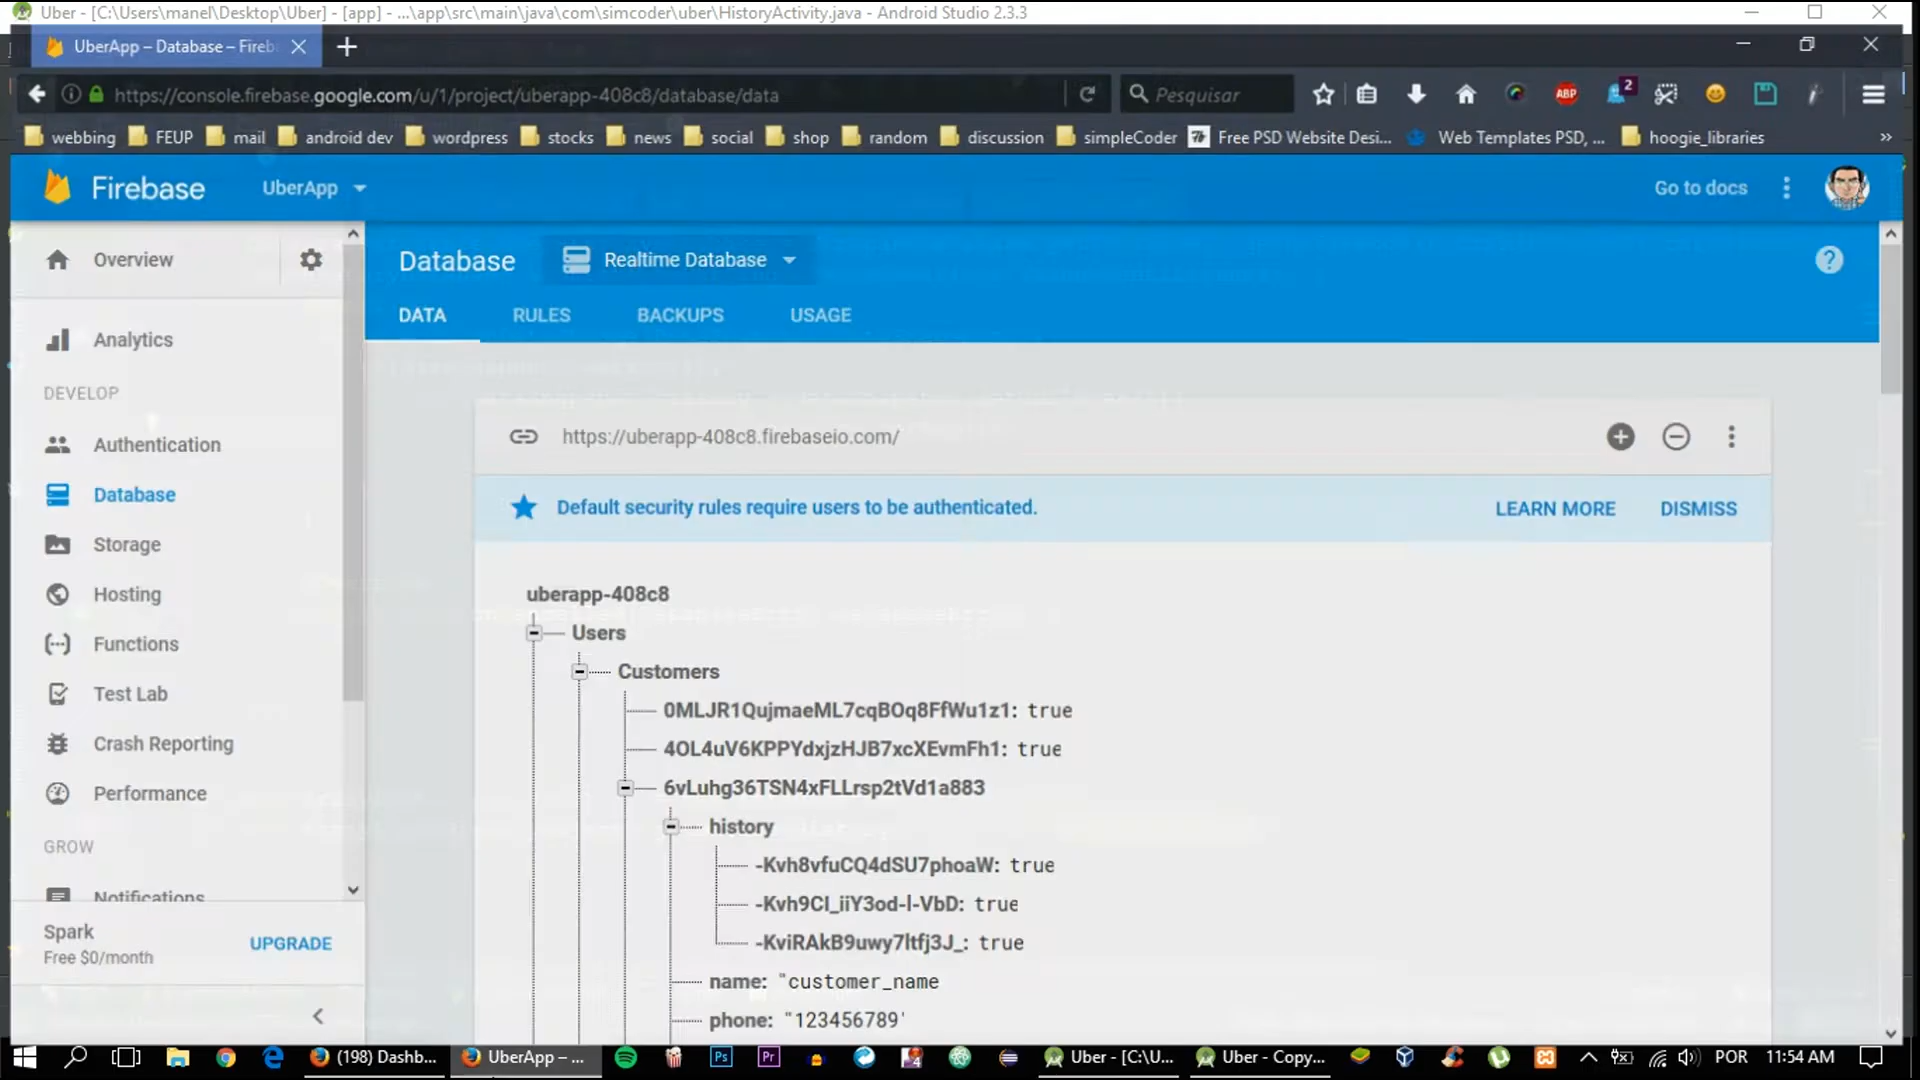 Uber - [C:\Users\manel\Desktop\Uber] - [app] - ...\app\src\main\java\com\simcoder\uber\HistoryActivity.java - Android Studio 2.3.3
UberApp – Database – Fireb
https://console.firebase.google.com/u/1/project/uberapp-408c8/database/data
Pesquisar
ABP
2
webbing
FEUP
mail
android dev
wordpress
stocks
news
social
shop
random
discussion
simpleCoder
Free PSD Website Desi...
Web Templates PSD, ...
hoogie_libraries
»
Firebase
UberApp
Go to docs
Overview
Analytics
DEVELOP
Authentication
Database
Storage
Hosting
Functions
Test Lab
Crash Reporting
Performance
GROW
Notifications
Spark
Free $0/month
UPGRADE
Database
Realtime Database
?
DATA
RULES
BACKUPS
USAGE
https://uberapp-408c8.firebaseio.com/
Default security rules require users to be authenticated.
LEARN MORE
DISMISS
uberapp-408c8
Users
Customers
0MLJR1QujmaeML7cqBOq8FfWu1z1: true
4OL4uV6KPPYdxjzHJB7xcXEvmFh1: true
6vLuhg36TSN4xFLLrsp2tVd1a883
history
-Kvh8vfuCQ4dSU7phoaW: true
-Kvh9Cl_iiY3od-l-VbD: true
-KviRAkB9uwy7ltfj3J_: true
name: "customer_name
phone: "123456789'
(198) Dashb...
UberApp – ...
Ps
Pr
Uber - [C:\U...
Uber - Copy...
POR
11:54 AM